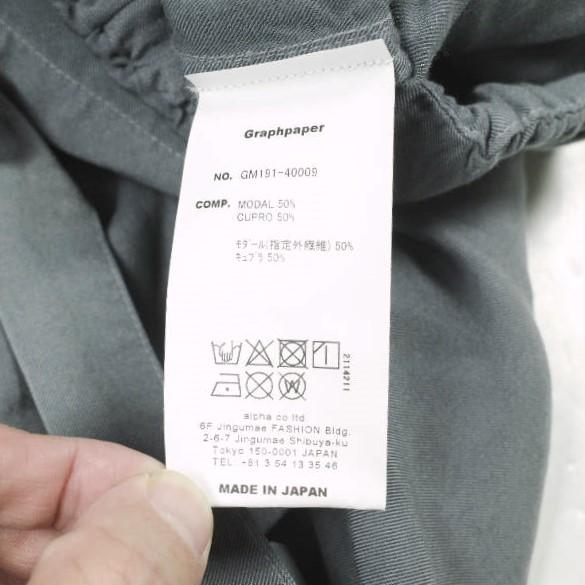 Graphpaper
NO. GM191-40009
COMP. MODAL 50%
CUPRO 50%
モダール(指定外繊維) 50%
キュプラ 50%
2114211
alpha co ltd
6F Jingumae FASHION Bldg.
2-6-7 Jingumae Shibuya-ku
Tokyo 150-0001 JAPAN
TEL: +81 3 54 13 35 46
MADE IN JAPAN